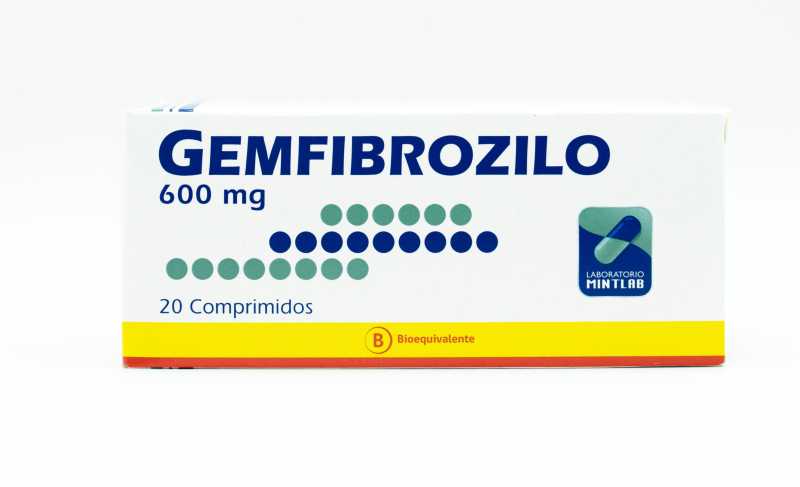 GEMFIBROZILO
600 mg
LABORATORIO
MINTLAB
20 Comprimidos
B Bioequivalente